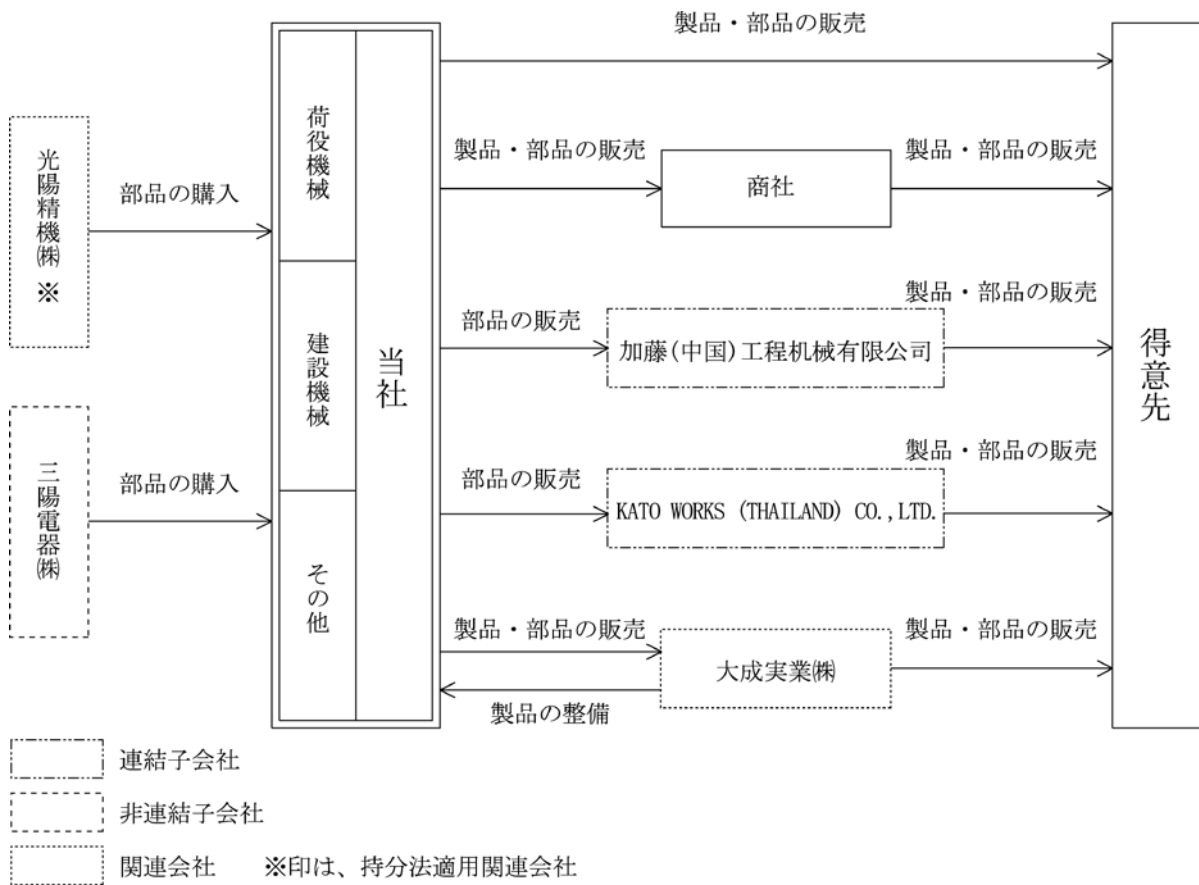 製品・部品の販売
光陽精機㈱ ※
部品の購入
荷役機械
製品・部品の販売
商社
製品・部品の販売
建設機械
当社
部品の販売
加藤(中国)工程机械有限公司
製品・部品の販売
得意先
三陽電器㈱
部品の購入
部品の販売
KATO WORKS (THAILAND) CO.,LTD.
製品・部品の販売
その他
製品・部品の販売
大成実業㈱
製品・部品の販売
製品の整備
連結子会社
非連結子会社
関連会社 ※印は、持分法適用関連会社